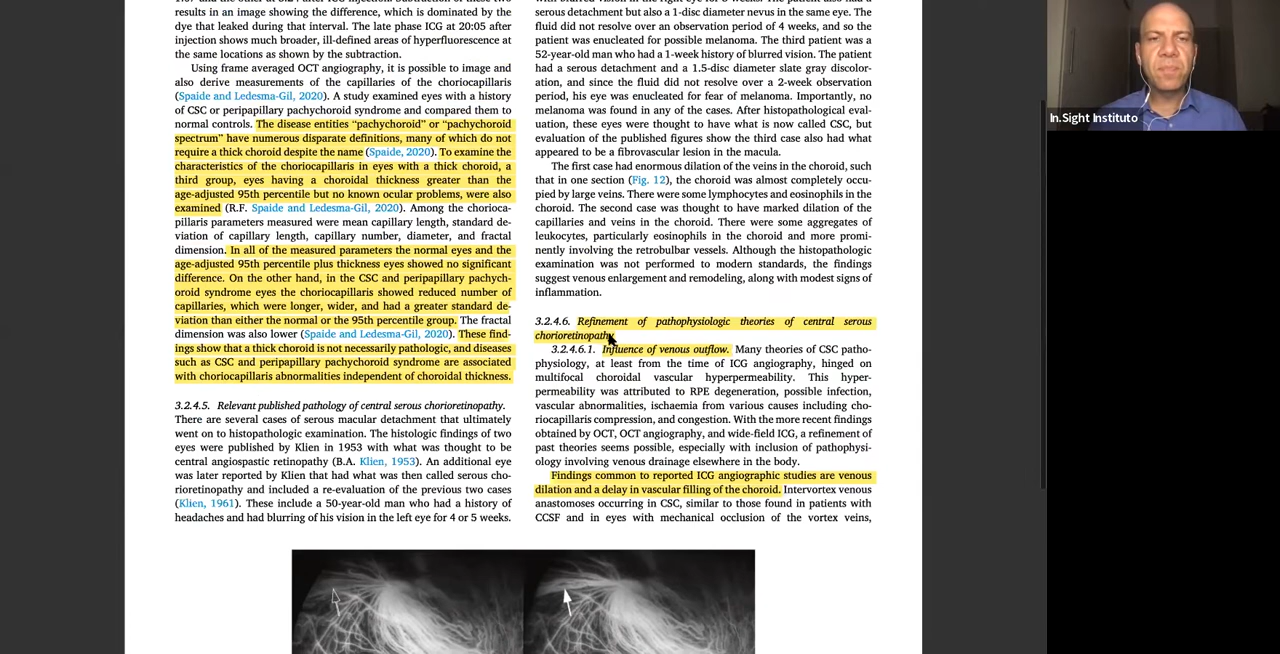 results in an image showing the difference, which is dominated by the
dye that leaked during that interval. The late phase ICG at 20:05 after
injection shows much broader, ill-defined areas of hyperfluorescence at
the same locations as shown by the subtraction.
Using frame averaged OCT angiography, it is possible to image and
also derive measurements of the capillaries of the choriocapillaris
(Spaide and Ledesma-Gil, 2020). A study examined eyes with a history
of CSC or peripapillary pachychoroid syndrome and compared them to
normal controls. The disease entities “pachychoroid” or “pachychoroid
spectrum” have numerous disparate definitions, many of which do not
require a thick choroid despite the name (Spaide, 2020). To examine the
characteristics of the choriocapillaris in eyes with a thick choroid, a
third group, eyes having a choroidal thickness greater than the
age-adjusted 95th percentile but no known ocular problems, were also
examined (R.F. Spaide and Ledesma-Gil, 2020). Among the chorioca-
pillaris parameters measured were mean capillary length, standard de-
viation of capillary length, capillary number, diameter, and fractal
dimension. In all of the measured parameters the normal eyes and the
age-adjusted 95th percentile plus thickness eyes showed no significant
difference. On the other hand, in the CSC and peripapillary pachych-
oroid syndrome eyes the choriocapillaris showed reduced number of
capillaries, which were longer, wider, and had a greater standard de-
viation than either the normal or the 95th percentile group. The fractal
dimension was also lower (Spaide and Ledesma-Gil, 2020). These find-
ings show that a thick choroid is not necessarily pathologic, and diseases
such as CSC and peripapillary pachychoroid syndrome are associated
with choriocapillaris abnormalities independent of choroidal thickness.
3.2.4.5. Relevant published pathology of central serous chorioretinopathy.
There are several cases of serous macular detachment that ultimately
went on to histopathologic examination. The histologic findings of two
eyes were published by Klien in 1953 with what was thought to be
central angiospastic retinopathy (B.A. Klien, 1953). An additional eye
was later reported by Klien that had what was then called serous cho-
rioretinopathy and included a re-evaluation of the previous two cases
(Klien, 1961). These include a 50-year-old man who had a history of
headaches and had blurring of his vision in the left eye for 4 or 5 weeks.
serous detachment but also a 1-disc diameter nevus in the same eye. The
fluid did not resolve over an observation period of 4 weeks, and so the
patient was enucleated for possible melanoma. The third patient was a
52-year-old man who had a 1-week history of blurred vision. The patient
had a serous detachment and a 1.5-disc diameter slate gray discolor-
ation, and since the fluid did not resolve over a 2-week observation
period, his eye was enucleated for fear of melanoma. Importantly, no
melanoma was found in any of the cases. After histopathological eval-
uation, these eyes were thought to have what is now called CSC, but
evaluation of the published figures show the third case also had what
appeared to be a fibrovascular lesion in the macula.
The first case had enormous dilation of the veins in the choroid, such
that in one section (Fig. 12), the choroid was almost completely occu-
pied by large veins. There were some lymphocytes and eosinophils in the
choroid. The second case was thought to have marked dilation of the
capillaries and veins in the choroid. There were some aggregates of
leukocytes, particularly eosinophils in the choroid and more promi-
nently involving the retrobulbar vessels. Although the histopathologic
examination was not performed to modern standards, the findings
suggest venous enlargement and remodeling, along with modest signs of
inflammation.
3.2.4.6. Refinement of pathophysiologic theories of central serous
chorioretinopathy.
3.2.4.6.1. Influence of venous outflow. Many theories of CSC patho-
physiology, at least from the time of ICG angiography, hinged on
multifocal choroidal vascular hyperpermeability. This hyper-
permeability was attributed to RPE degeneration, possible infection,
vascular abnormalities, ischaemia from various causes including cho-
riocapillaris compression, and congestion. With the more recent findings
obtained by OCT, OCT angiography, and wide-field ICG, a refinement of
past theories seems possible, especially with inclusion of pathophysi-
ology involving venous drainage elsewhere in the body.
Findings common to reported ICG angiographic studies are venous
dilation and a delay in vascular filling of the choroid. Intervortex venous
anastomoses occurring in CSC, similar to those found in patients with
CCSF and in eyes with mechanical occlusion of the vortex veins,
In.Sight Instituto